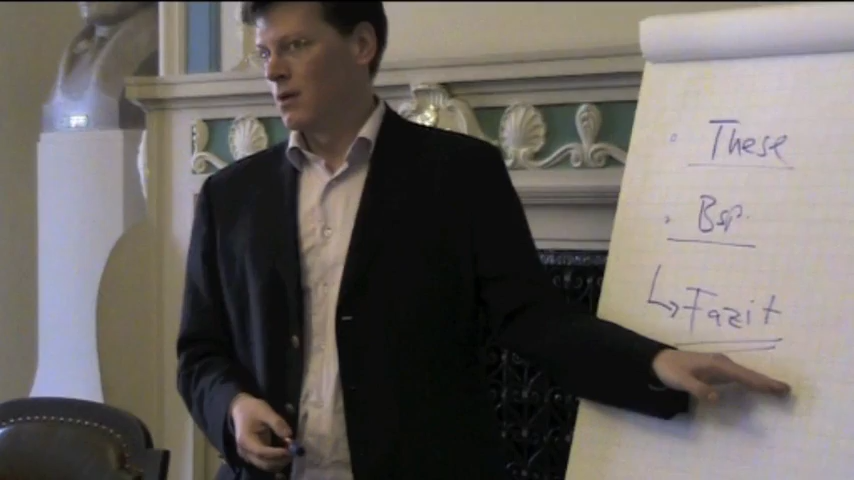 • These
• Bsp.
↳ Fazit